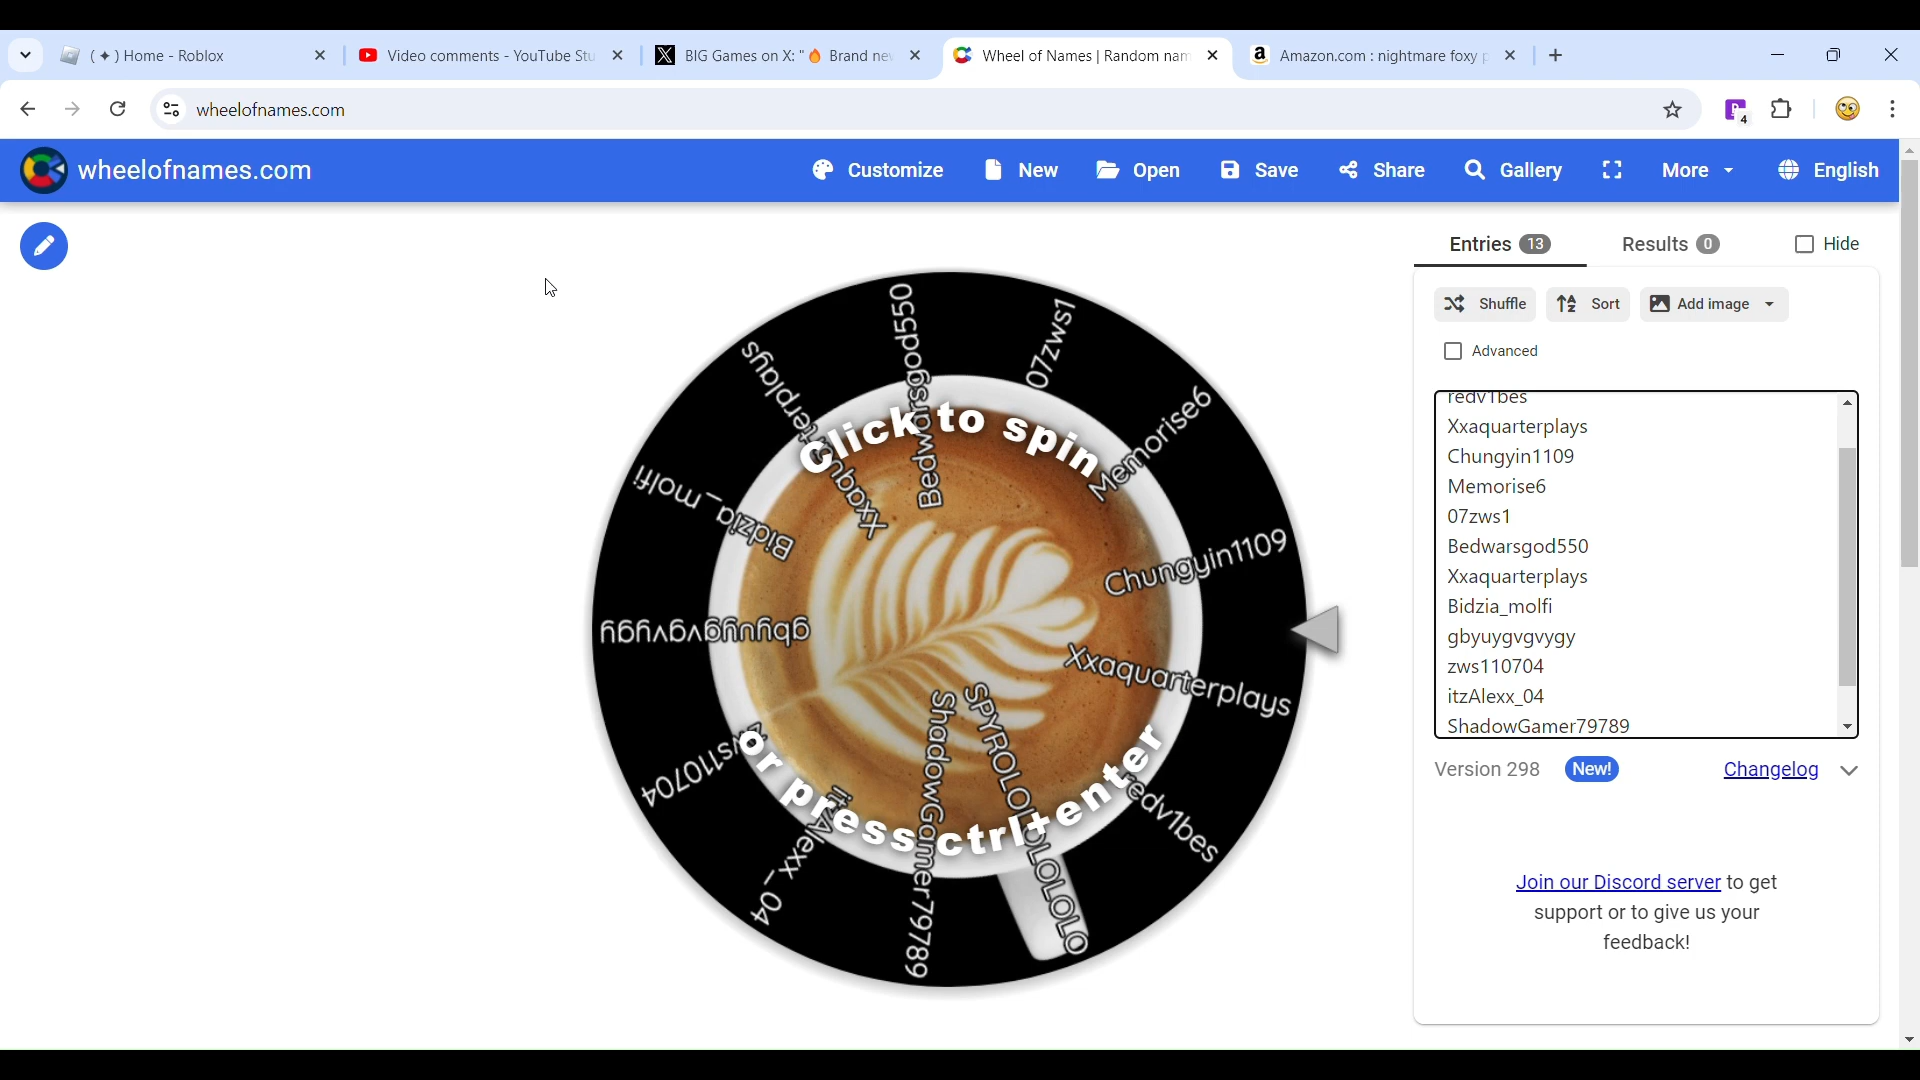 ( ✦ ) Home - Roblox
Video comments - YouTube Stu
BIG Games on X: "🔥 Brand nev
Wheel of Names | Random nam
Amazon.com : nightmare foxy p
wheelofnames.com
4
wheelofnames.com
Customize
New
Open
Save
Share
Gallery
More
English
Entries 13
Results 0
Hide
Shuffle
Sort
Add image
Advanced
redv1bes
Xxaquarterplays
Chungyin1109
Memorise6
07zws1
Bedwarsgod550
Xxaquarterplays
Bidzia_molfi
gbyuygvgvygy
zws110704
itzAlexx_04
ShadowGamer79789
Version 298 New! Changelog
Join our Discord server to get
support or to give us your
feedback!
Click to spin
or press ctrl+enter
Bedwarsgod550
07zws1
Memorise6
Chungyin1109
Xxaquarterplays
redv1bes
ShadowGamer79789
itzAlexx_04
zws110704
gbyuygvgvygy
Bidzia_molfi
Xxaquarterplays